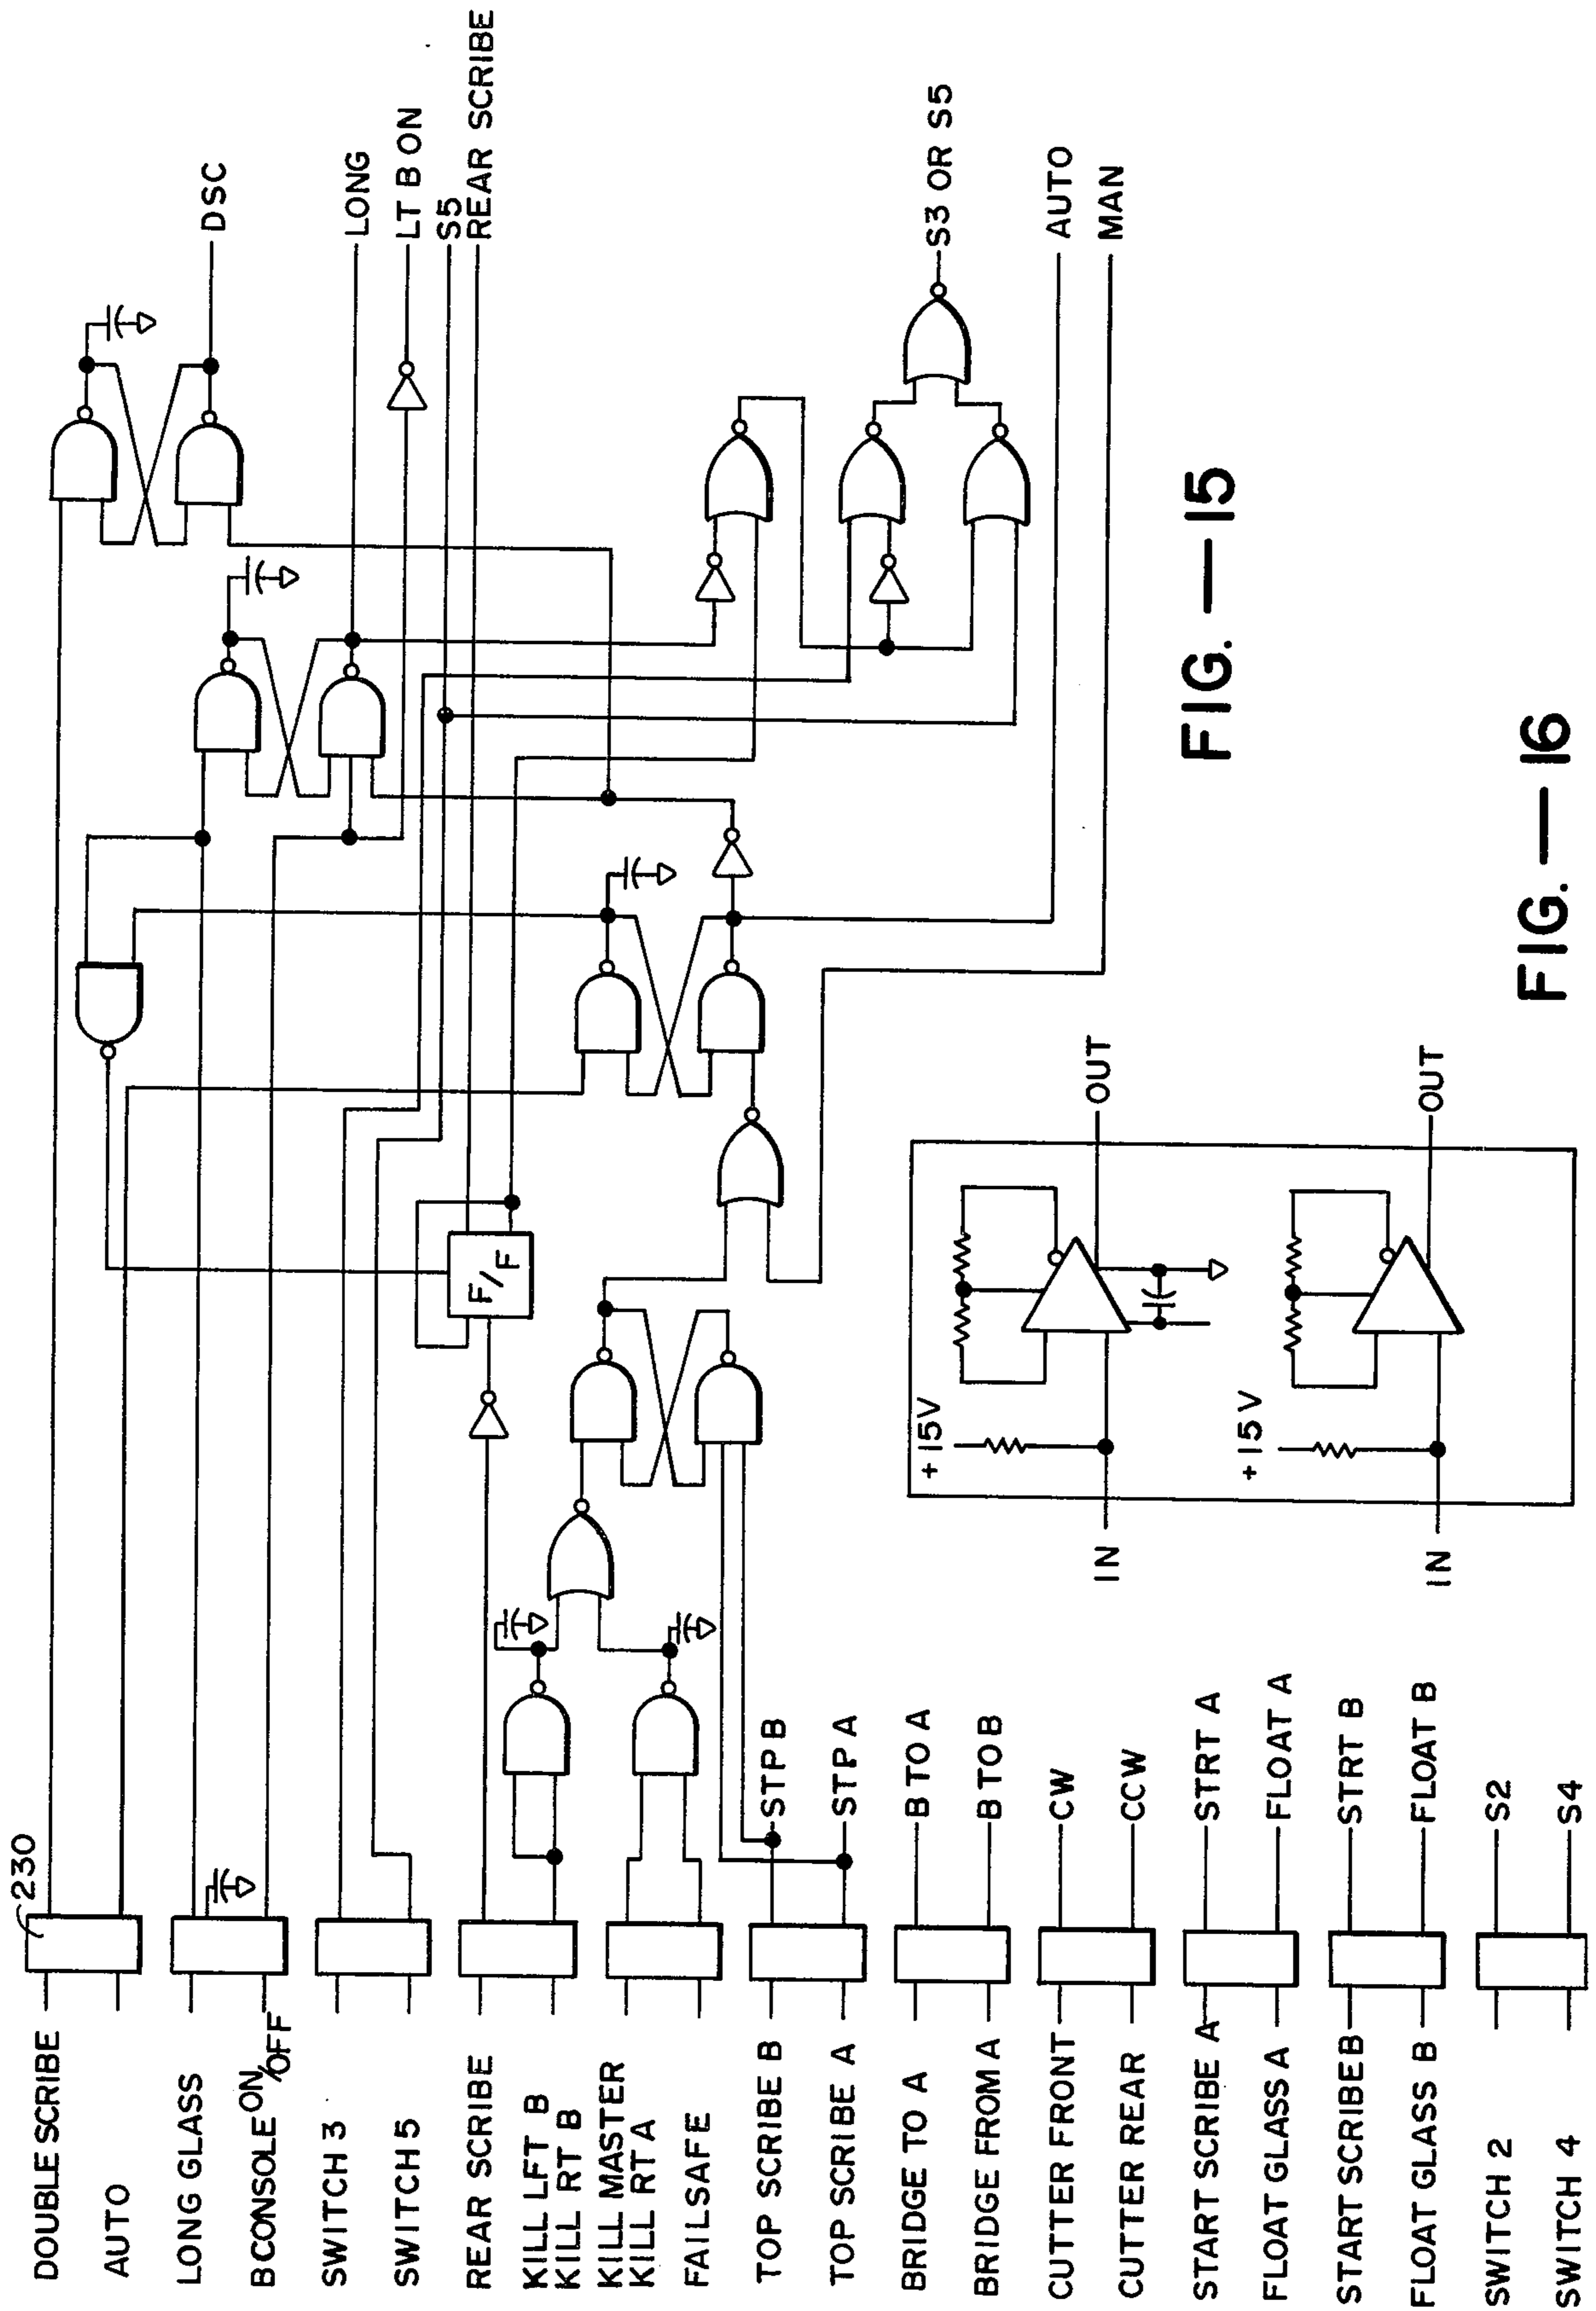 230
DOUBLE SCRIBE
AUTO
LONG GLASS
B CONSOLE ON/OFF
SWITCH 3
SWITCH 5
REAR SCRIBE
KILL LFT B
KILL RT B
KILL MASTER
KILL RT A
FAILSAFE
TOP SCRIBE B
TOP SCRIBE A
BRIDGE TO A
BRIDGE FROM A
CUTTER FRONT
CUTTER REAR
START SCRIBE A
FLOAT GLASS A
START SCRIBE B
FLOAT GLASS B
SWITCH 2
SWITCH 4
STP B
STP A
B TO A
B TO B
CW
CCW
STRT A
FLOAT A
STRT B
FLOAT B
S2
S4
F/F
DSC
LONG
LT B ON
S5
REAR SCRIBE
S3 OR S5
AUTO
MAN
FIG.—15
+15V
IN
OUT
+15V
IN
OUT
FIG.—16